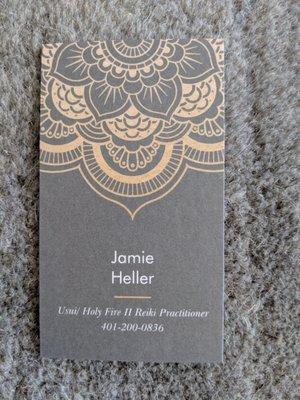 Jamie
Heller
Usui/ Holy Fire II Reiki Practitioner
401-200-0836